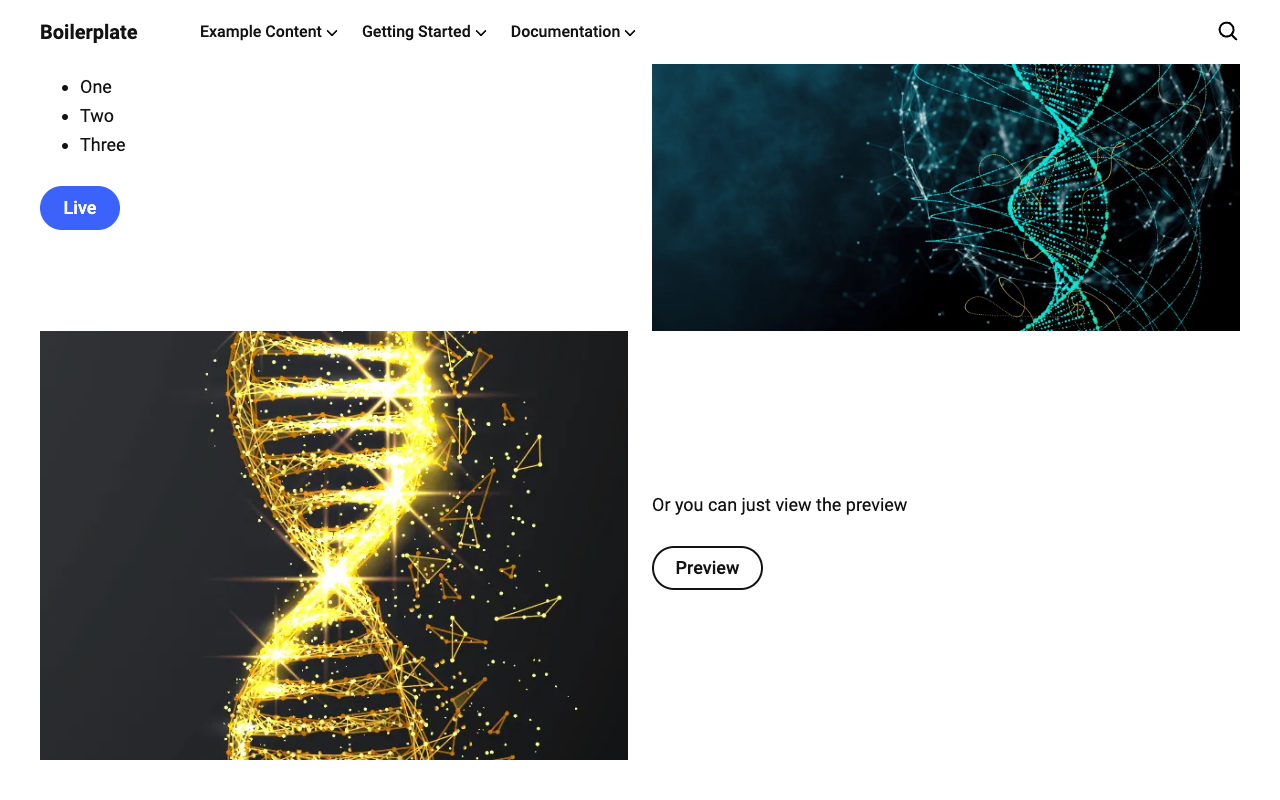 Boilerplate Example Content Getting Started Documentation
One
Two
Three
Live
Or you can just view the preview
Preview